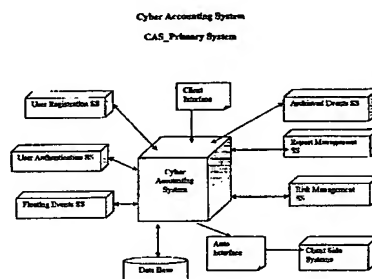 Cyber Accounting System
CAS_Primary System
Client
Interface
User Registration SS
Archived Events SS
Report Management
SS
User Authentication SS
Cyber
Accounting
System
Risk Management
SS
Floating Events SS
Auto
Interface
Client Side
Systems
Data Base